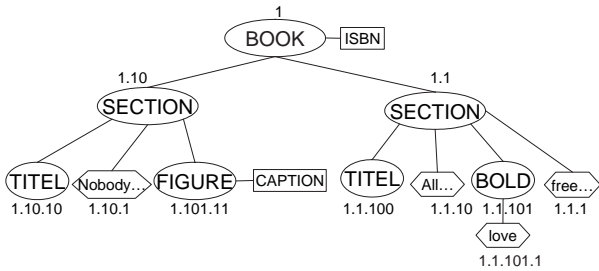 1
BOOK ISBN
1.10 1.1
SECTION SECTION
TITEL Nobody... FIGURE CAPTION TITEL All... BOLD free...
1.10.10 1.10.1 1.101.11 1.1.100 1.1.10 1.1.101 1.1.1
love
1.1.101.1